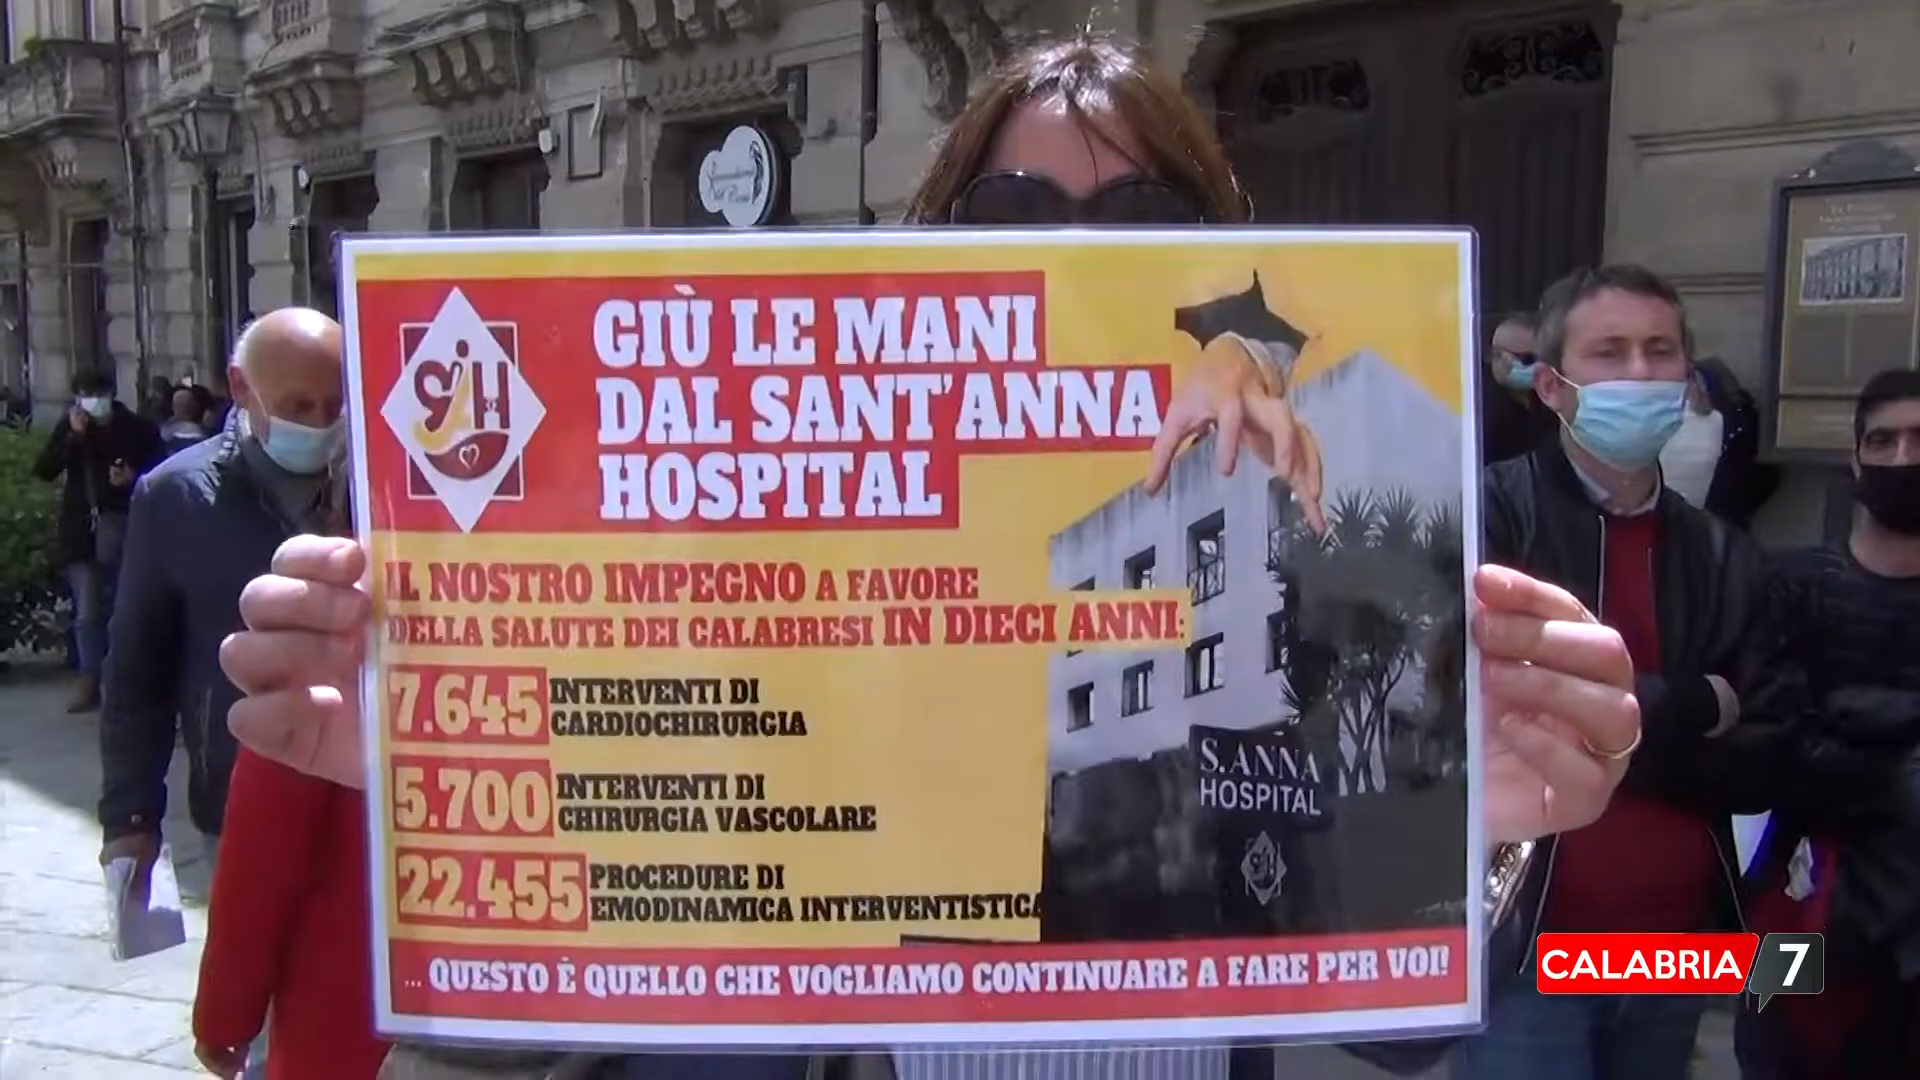 GIÙ LE MANI
DAL SANT'ANNA
HOSPITAL
IL NOSTRO IMPEGNO A FAVORE
DELLA SALUTE DEI CALABRESI IN DIECI ANNI:
7.645 INTERVENTI DI
CARDIOCHIRURGIA
5.700 INTERVENTI DI
CHIRURGIA VASCOLARE
22.455 PROCEDURE DI
EMODINAMICA INTERVENTISTICA
S.ANNA
HOSPITAL
... QUESTO È QUELLO CHE VOGLIAMO CONTINUARE A FARE PER VOI!
CALABRIA 7